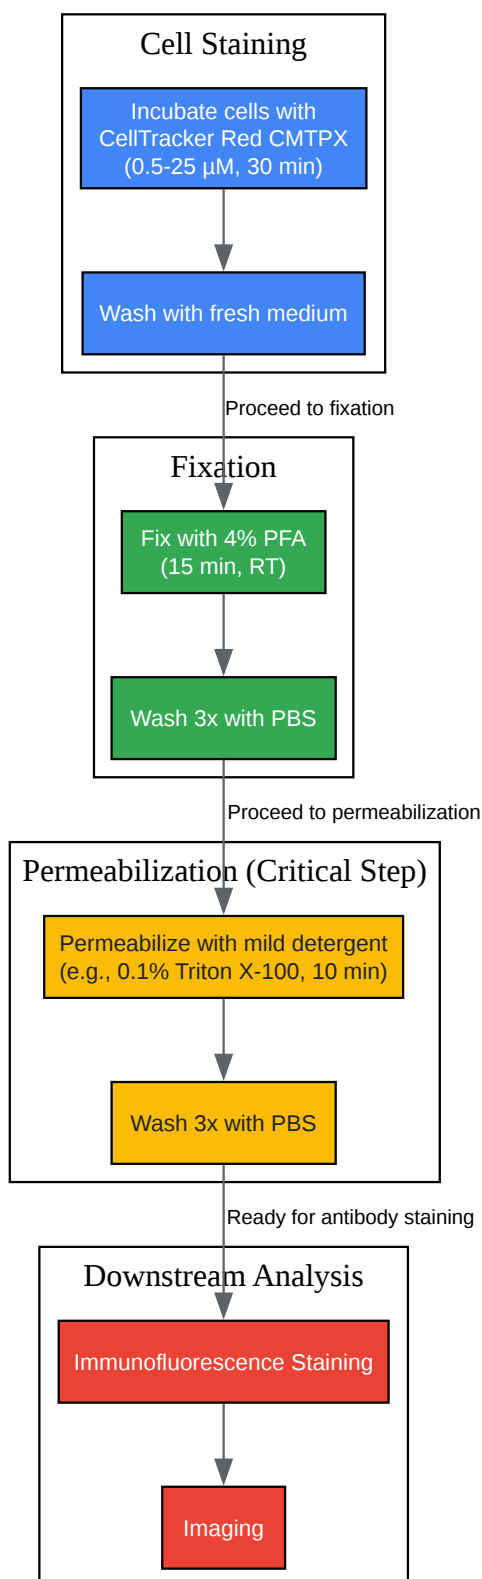 Cell Staining
Incubate cells with
CellTracker Red CMTPX
(0.5-25 µM, 30 min)
Wash with fresh medium
Proceed to fixation
Fixation
Fix with 4% PFA
(15 min, RT)
Wash 3x with PBS
Proceed to permeabilization
Permeabilization (Critical Step)
Permeabilize with mild detergent
(e.g., 0.1% Triton X-100, 10 min)
Wash 3x with PBS
Ready for antibody staining
Downstream Analysis
Immunofluorescence Staining
Imaging